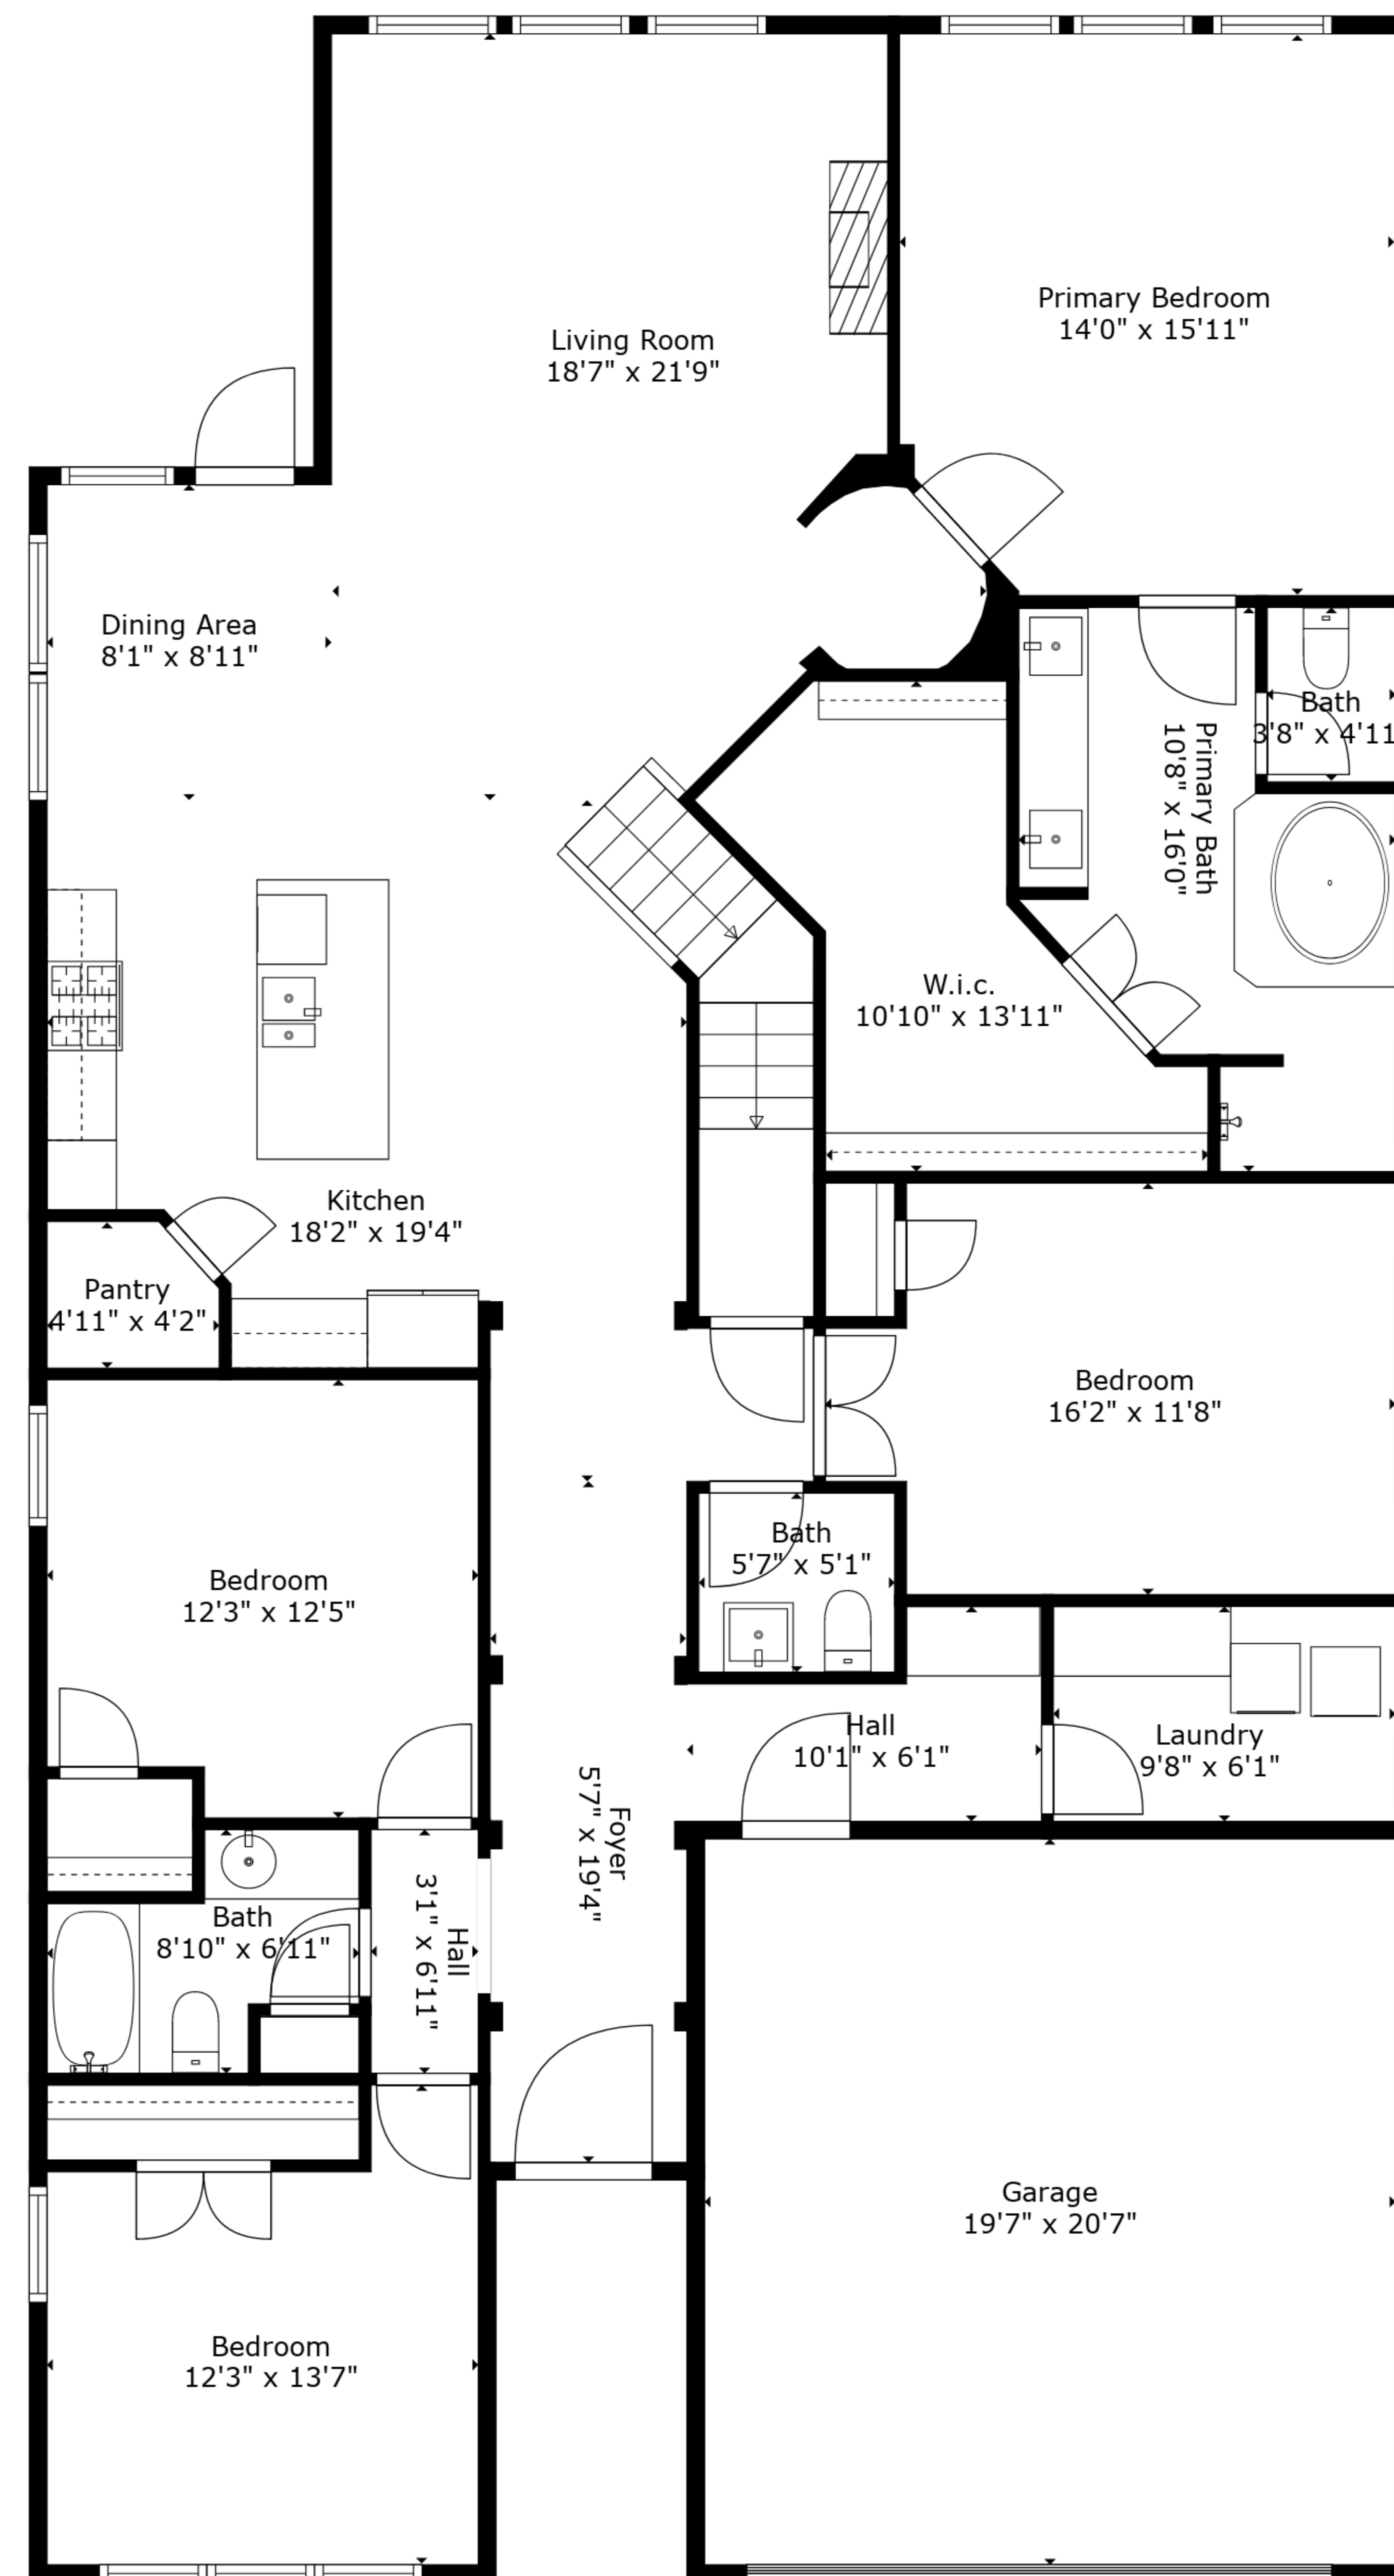 Living Room
18'7" x 21'9"
Primary Bedroom
14'0" x 15'11"
Dining Area
8'1" x 8'11"
Bath
3'8" x 4'11
Primary Bath
10'8" x 16'0"
W.i.c.
10'10" x 13'11"
Kitchen
18'2" x 19'4"
Pantry
4'11" x 4'2"
Bedroom
16'2" x 11'8"
Bath
5'7" x 5'1"
Bedroom
12'3" x 12'5"
Hall
10'1" x 6'1"
Laundry
9'8" x 6'1"
Foyer
5'7" x 19'4"
Bath
8'10" x 6'11"
Hall
3'1" x 6'11"
Garage
19'7" x 20'7"
Bedroom
12'3" x 13'7"